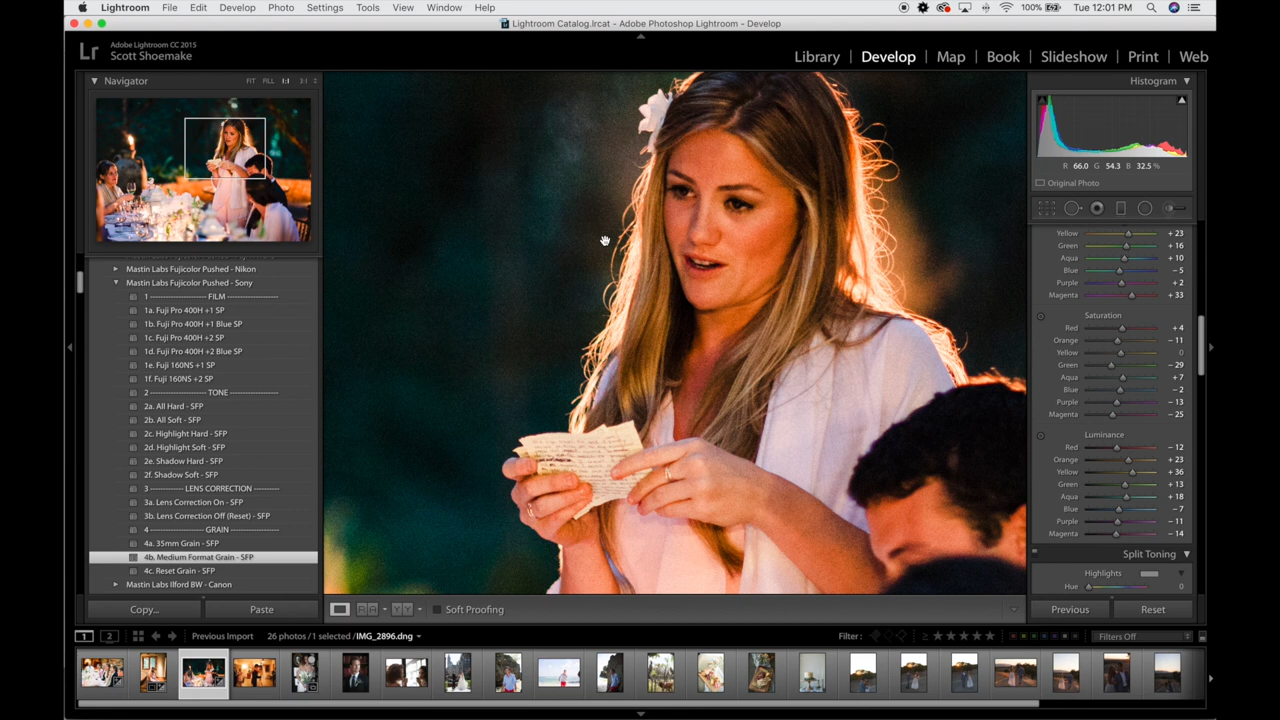 Lightroom File Edit Develop Photo Settings Tools View Window Help 100% Tue 12:01 PM
Lightroom Catalog.lrcat - Adobe Photoshop Lightroom - Develop
Lr Adobe Lightroom CC 2015
Scott Shoemake
Library | Develop | Map | Book | Slideshow | Print | Web
Navigator FIT FILL 1:1 3:1
Mastin Labs Fujicolor Pushed - Nikon
Mastin Labs Fujicolor Pushed - Sony
1 ---------------------- FILM ----------------------
1a. Fuji Pro 400H +1 SP
1b. Fuji Pro 400H +1 Blue SP
1c. Fuji Pro 400H +2 SP
1d. Fuji Pro 400H +2 Blue SP
1e. Fuji 160NS +1 SP
1f. Fuji 160NS +2 SP
2 ---------------------- TONE ----------------------
2a. All Hard - SFP
2b. All Soft - SFP
2c. Highlight Hard - SFP
2d. Highlight Soft - SFP
2e. Shadow Hard - SFP
2f. Shadow Soft - SFP
3 --------------- LENS CORRECTION ---------------
3a. Lens Correction On - SFP
3b. Lens Correction Off (Reset) - SFP
4 ---------------------- GRAIN ----------------------
4a. 35mm Grain - SFP
4b. Medium Format Grain - SFP
4c. Reset Grain - SFP
Mastin Labs Ilford BW - Canon
Copy... Paste
Soft Proofing
Histogram
R 66.0 G 54.3 B 32.5 %
Original Photo
Yellow + 23
Green + 16
Aqua + 10
Blue - 5
Purple + 2
Magenta + 33
Saturation
Red + 4
Orange - 11
Yellow 0
Green - 29
Aqua + 7
Blue - 2
Purple - 13
Magenta - 25
Luminance
Red - 12
Orange + 23
Yellow + 36
Green + 13
Aqua + 18
Blue - 7
Purple - 11
Magenta - 14
Split Toning
Highlights
Hue 0
Previous Reset
1 2 Previous Import 26 photos / 1 selected / IMG_2896.dng Filter : Filters Off